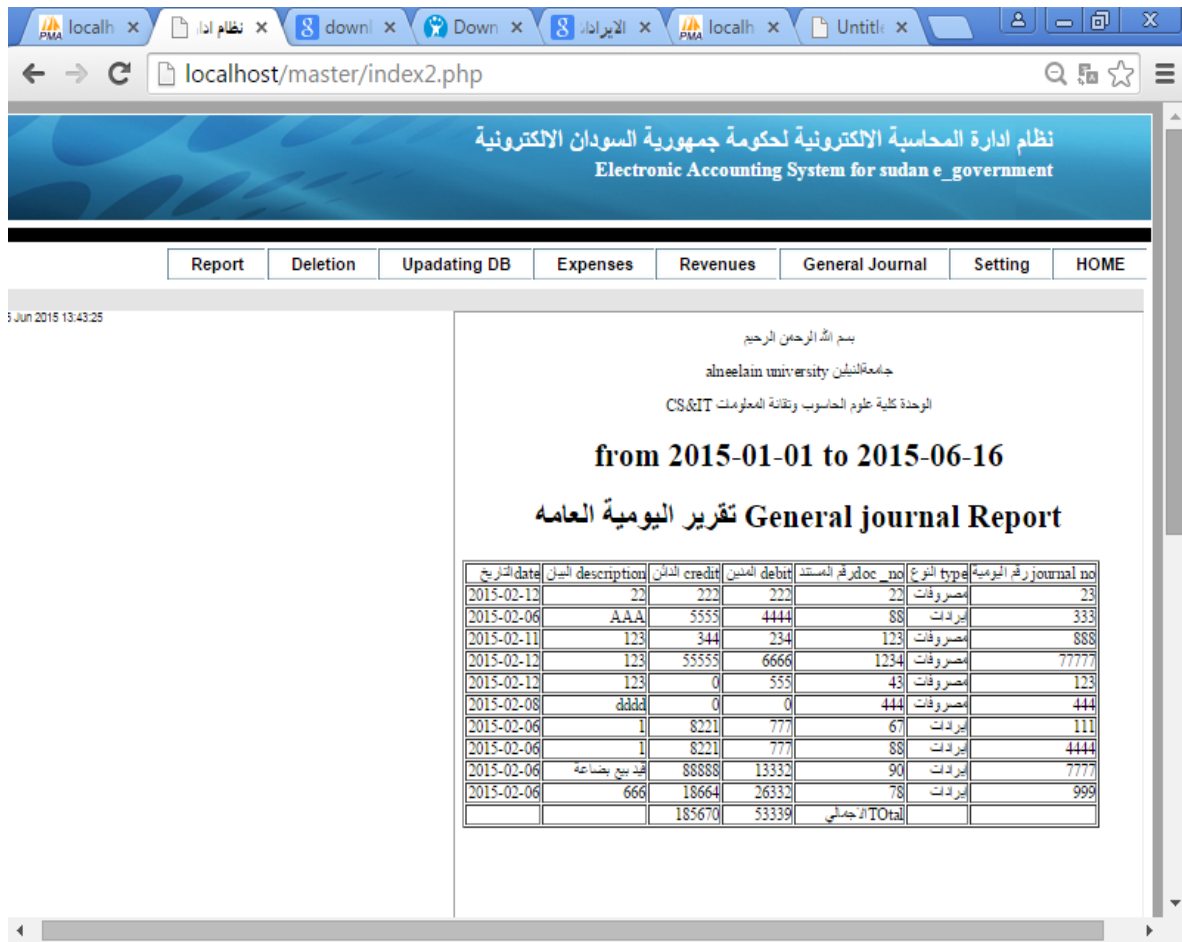 localh
نظام ادا
downl
Down
الايرادا
localh
Untitle
localhost/master/index2.php
نظام ادارة المحاسبة الالكترونية لحكومة جمهورية السودان الالكترونية
Electronic Accounting System for sudan e_government
Report Deletion Upadating DB Expenses Revenues General Journal Setting HOME
Jun 2015 13:43:25
بسم الله الرحمن الرحيم
جامعةالنيلين alneelain university
الوحدة كلية علوم الحاسوب وتقانة المعلومات CS&IT
from 2015-01-01 to 2015-06-16
تقرير اليومية العامه General journal Report
journal no رقم اليومية type النوع doc_no رقم المستند debit المدين credit الدائن description البيان date التاريخ
23 مصروفات 22 222 222 22 2015-02-12
333 ايرادات 88 4444 5555 AAA 2015-02-06
888 مصروفات 123 234 344 123 2015-02-11
77777 مصروفات 1234 6666 55555 123 2015-02-12
123 مصروفات 43 555 0 123 2015-02-12
444 مصروفات 444 0 0 dddd 2015-02-08
111 ايرادات 67 777 8221 1 2015-02-06
4444 ايرادات 88 777 8221 1 2015-02-06
7777 ايرادات 90 13332 88888 قيد بيع بضاعة 2015-02-06
999 ايرادات 78 26332 18664 666 2015-02-06
TOtal الاجمالي 53339 185670